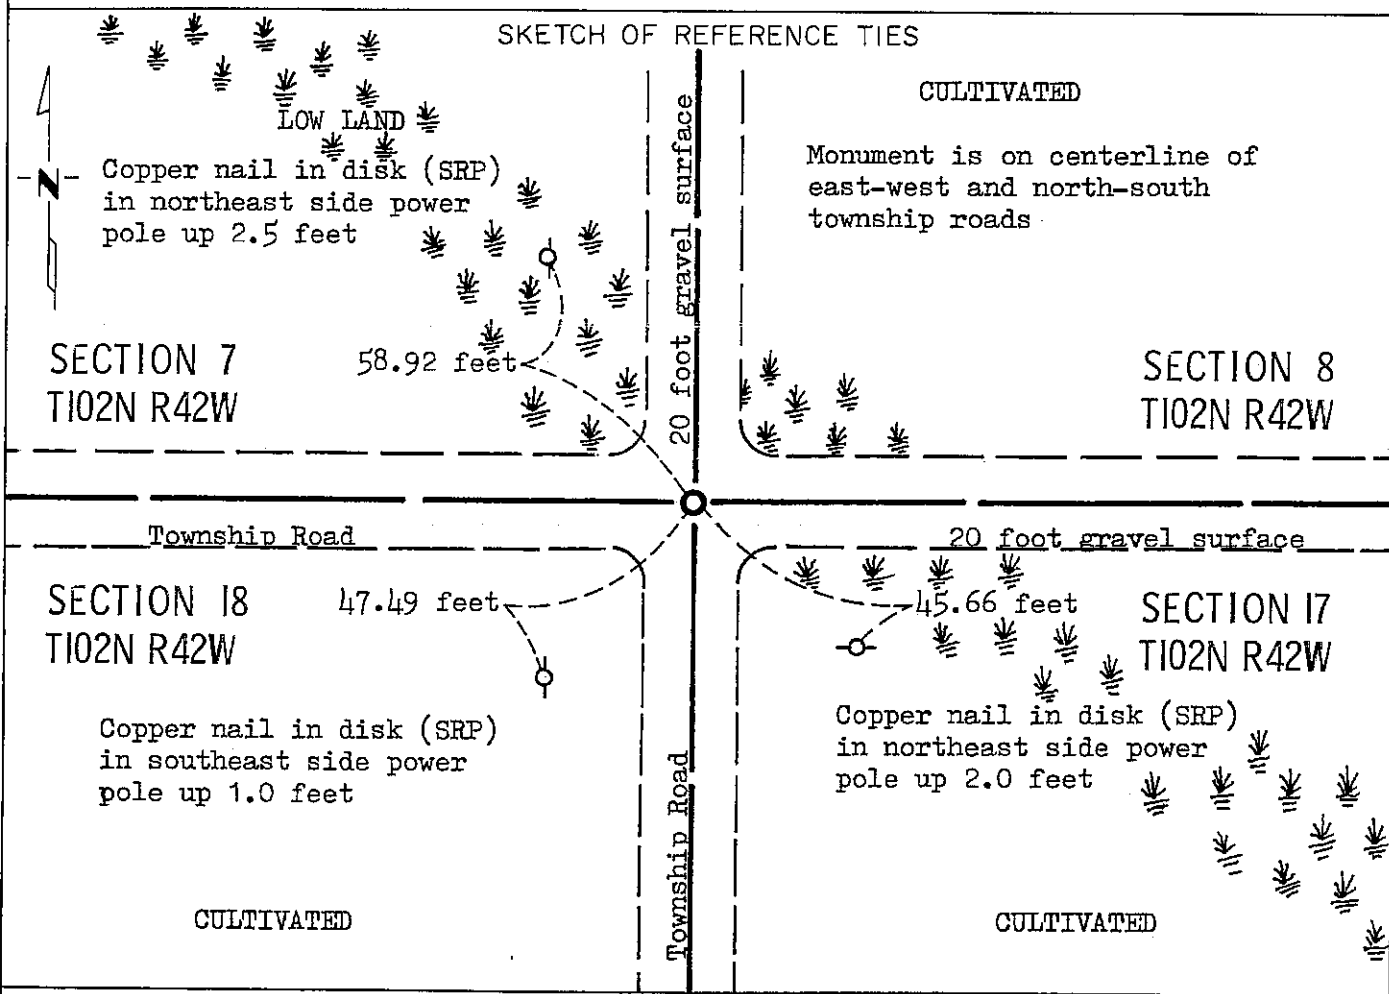 SKETCH OF REFERENCE TIES
LOW LAND
N
Copper nail in disk (SRP)
in northeast side power
pole up 2.5 feet
SECTION 7
T102N R42W
58.92 feet
20 foot gravel surface
CULTIVATED
Monument is on centerline of
east-west and north-south
township roads
SECTION 8
T102N R42W
Township Road
20 foot gravel surface
SECTION 18
T102N R42W
47.49 feet
Copper nail in disk (SRP)
in southeast side power
pole up 1.0 feet
CULTIVATED
Township Road
45.66 feet
SECTION 17
T102N R42W
Copper nail in disk (SRP)
in northeast side power
pole up 2.0 feet
CULTIVATED